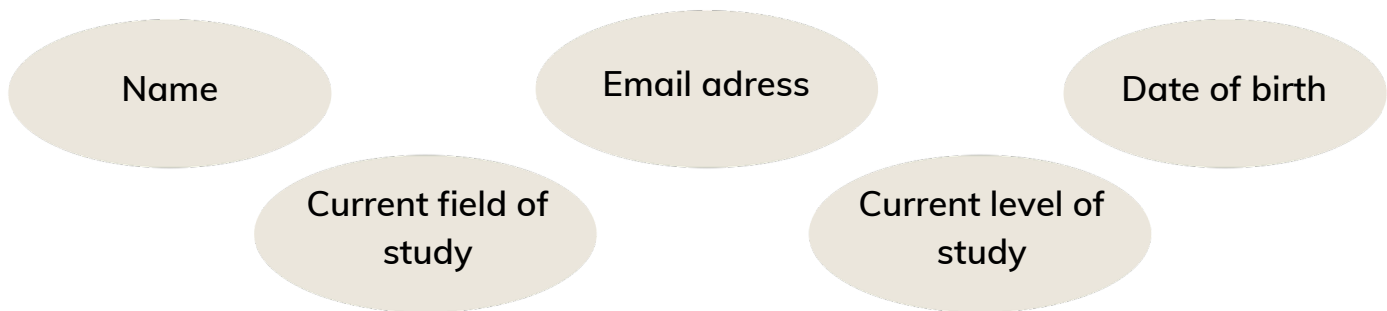 Name
Email adress
Date of birth
Current field of
study
Current level of
study